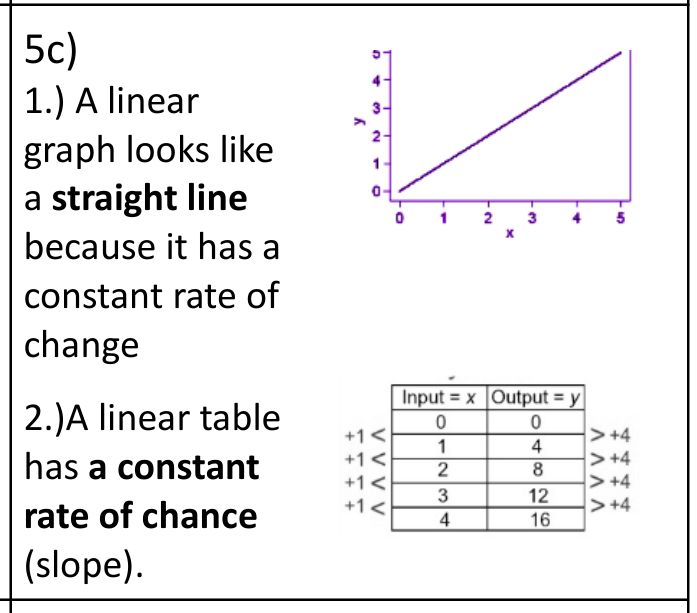 5c)
1.) A linear
graph looks like
a straight line
because it has a
constant rate of
change
5
4
3
2
1
0
y
0 1 2 3 4 5
x
2.)A linear table
has a constant
rate of chance
(slope).
Input = x Output = y
0 0
1 4
2 8
3 12
4 16
+1 <
+1 <
+1 <
+1 <
> +4
> +4
> +4
> +4